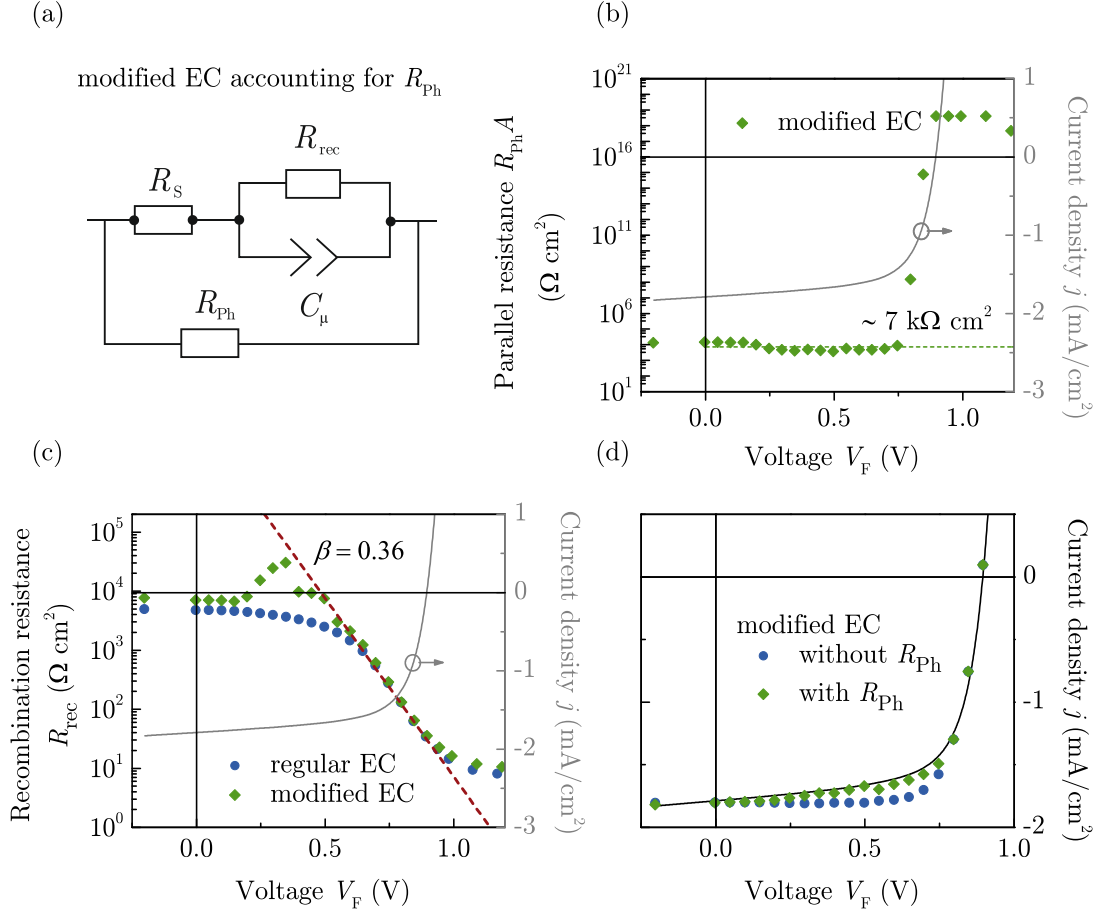 (a)
modified EC accounting for R_Ph
R_rec
R_S
C_μ
R_Ph
(b)
10^21
10^16
10^11
10^6
10^1
Parallel resistance R_Ph A
(Ω cm^2)
modified EC
~ 7 kΩ cm^2
1
0
-1
-2
-3
Current density j (mA/cm^2)
0.0 0.5 1.0
Voltage V_F (V)
(c)
10^5
10^4
10^3
10^2
10^1
10^0
Recombination resistance
R_rec (Ω cm^2)
β = 0.36
regular EC
modified EC
1
0
-1
-2
-3
Current density j (mA/cm^2)
0.0 0.5 1.0
Voltage V_F (V)
(d)
modified EC
without R_Ph
with R_Ph
0
-1
-2
Current density j (mA/cm^2)
0.0 0.5 1.0
Voltage V_F (V)